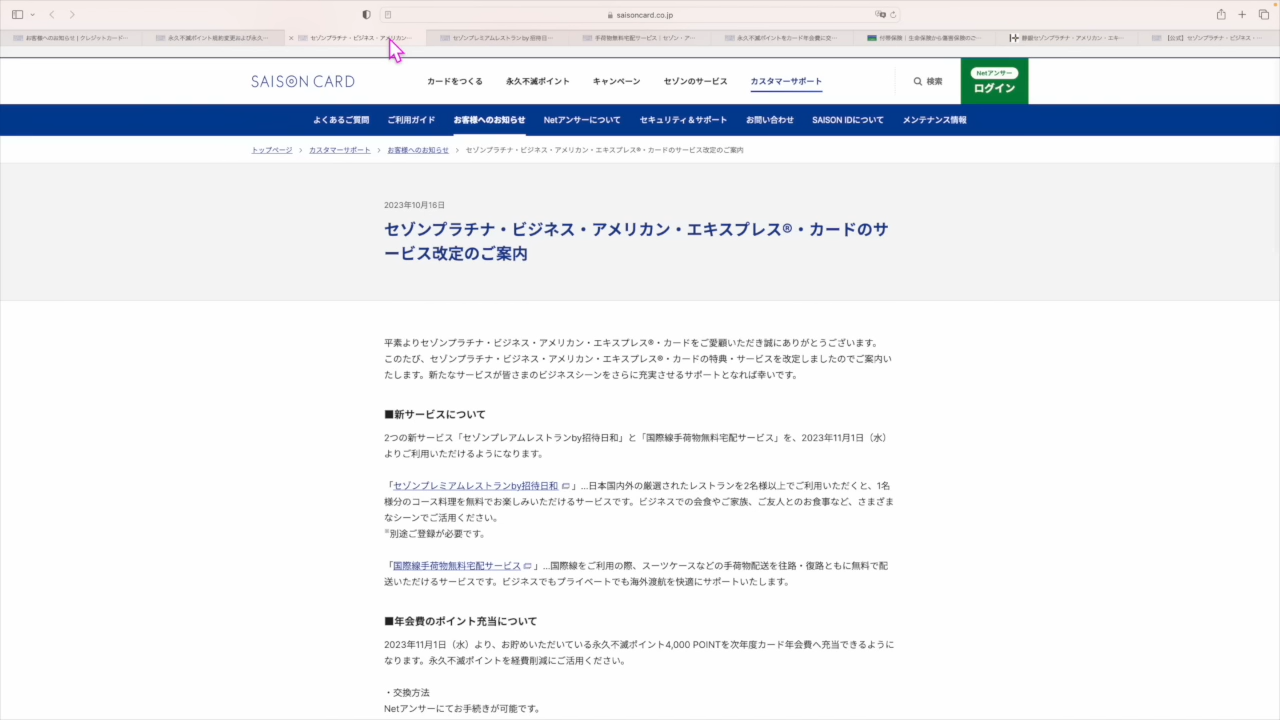 saisoncard.co.jp
お客様へのお知らせ | クレジットカード…
永久不滅ポイント規約変更および永久…
セゾンプラチナ・ビジネス・アメリカン…
セゾンプレミアムレストランby招待日…
手荷物無料宅配サービス｜セゾン・ア…
永久不滅ポイントをカード年会費に交…
付帯保険｜生命保険から損害保険のご…
【公式】セゾンプラチナ・ビジネス・…
SAISON CARD
カードをつくる
永久不滅ポイント
キャンペーン
セゾンのサービス
カスタマーサポート
検索
Netアンサー
ログイン
よくあるご質問
ご利用ガイド
お客様へのお知らせ
Netアンサーについて
セキュリティ＆サポート
お問い合わせ
SAISON IDについて
メンテナンス情報
トップページ > カスタマーサポート > お客様へのお知らせ > セゾンプラチナ・ビジネス・アメリカン・エキスプレス®・カードのサービス改定のご案内
2023年10月16日
セゾンプラチナ・ビジネス・アメリカン・エキスプレス®・カードのサ
ービス改定のご案内
平素よりセゾンプラチナ・ビジネス・アメリカン・エキスプレス®・カードをご愛顧いただき誠にありがとうございます。
このたび、セゾンプラチナ・ビジネス・アメリカン・エキスプレス®・カードの特典・サービスを改定しましたのでご案内い
たします。新たなサービスが皆さまのビジネスシーンをさらに充実させるサポートとなれば幸いです。
■新サービスについて
2つの新サービス「セゾンプレアムレストランby招待日和」と「国際線手荷物無料宅配サービス」を、2023年11月1日（水）
よりご利用いただけるようになります。
「セゾンプレミアムレストランby招待日和 」…日本国内外の厳選されたレストランを2名様以上でご利用いただくと、1名
様分のコース料理を無料でお楽しみいただけるサービスです。ビジネスでの会食やご家族、ご友人とのお食事など、さまざま
なシーンでご活用ください。
※別途ご登録が必要です。
「国際線手荷物無料宅配サービス 」…国際線をご利用の際、スーツケースなどの手荷物配送を往路・復路ともに無料で配
送いただけるサービスです。ビジネスでもプライベートでも海外渡航を快適にサポートいたします。
■年会費のポイント充当について
2023年11月1日（水）より、お貯めいただいている永久不滅ポイント4,000 POINTを次年度カード年会費へ充当できるように
なります。永久不滅ポイントを経費削減にご活用ください。
・交換方法
Netアンサーにてお手続きが可能です。